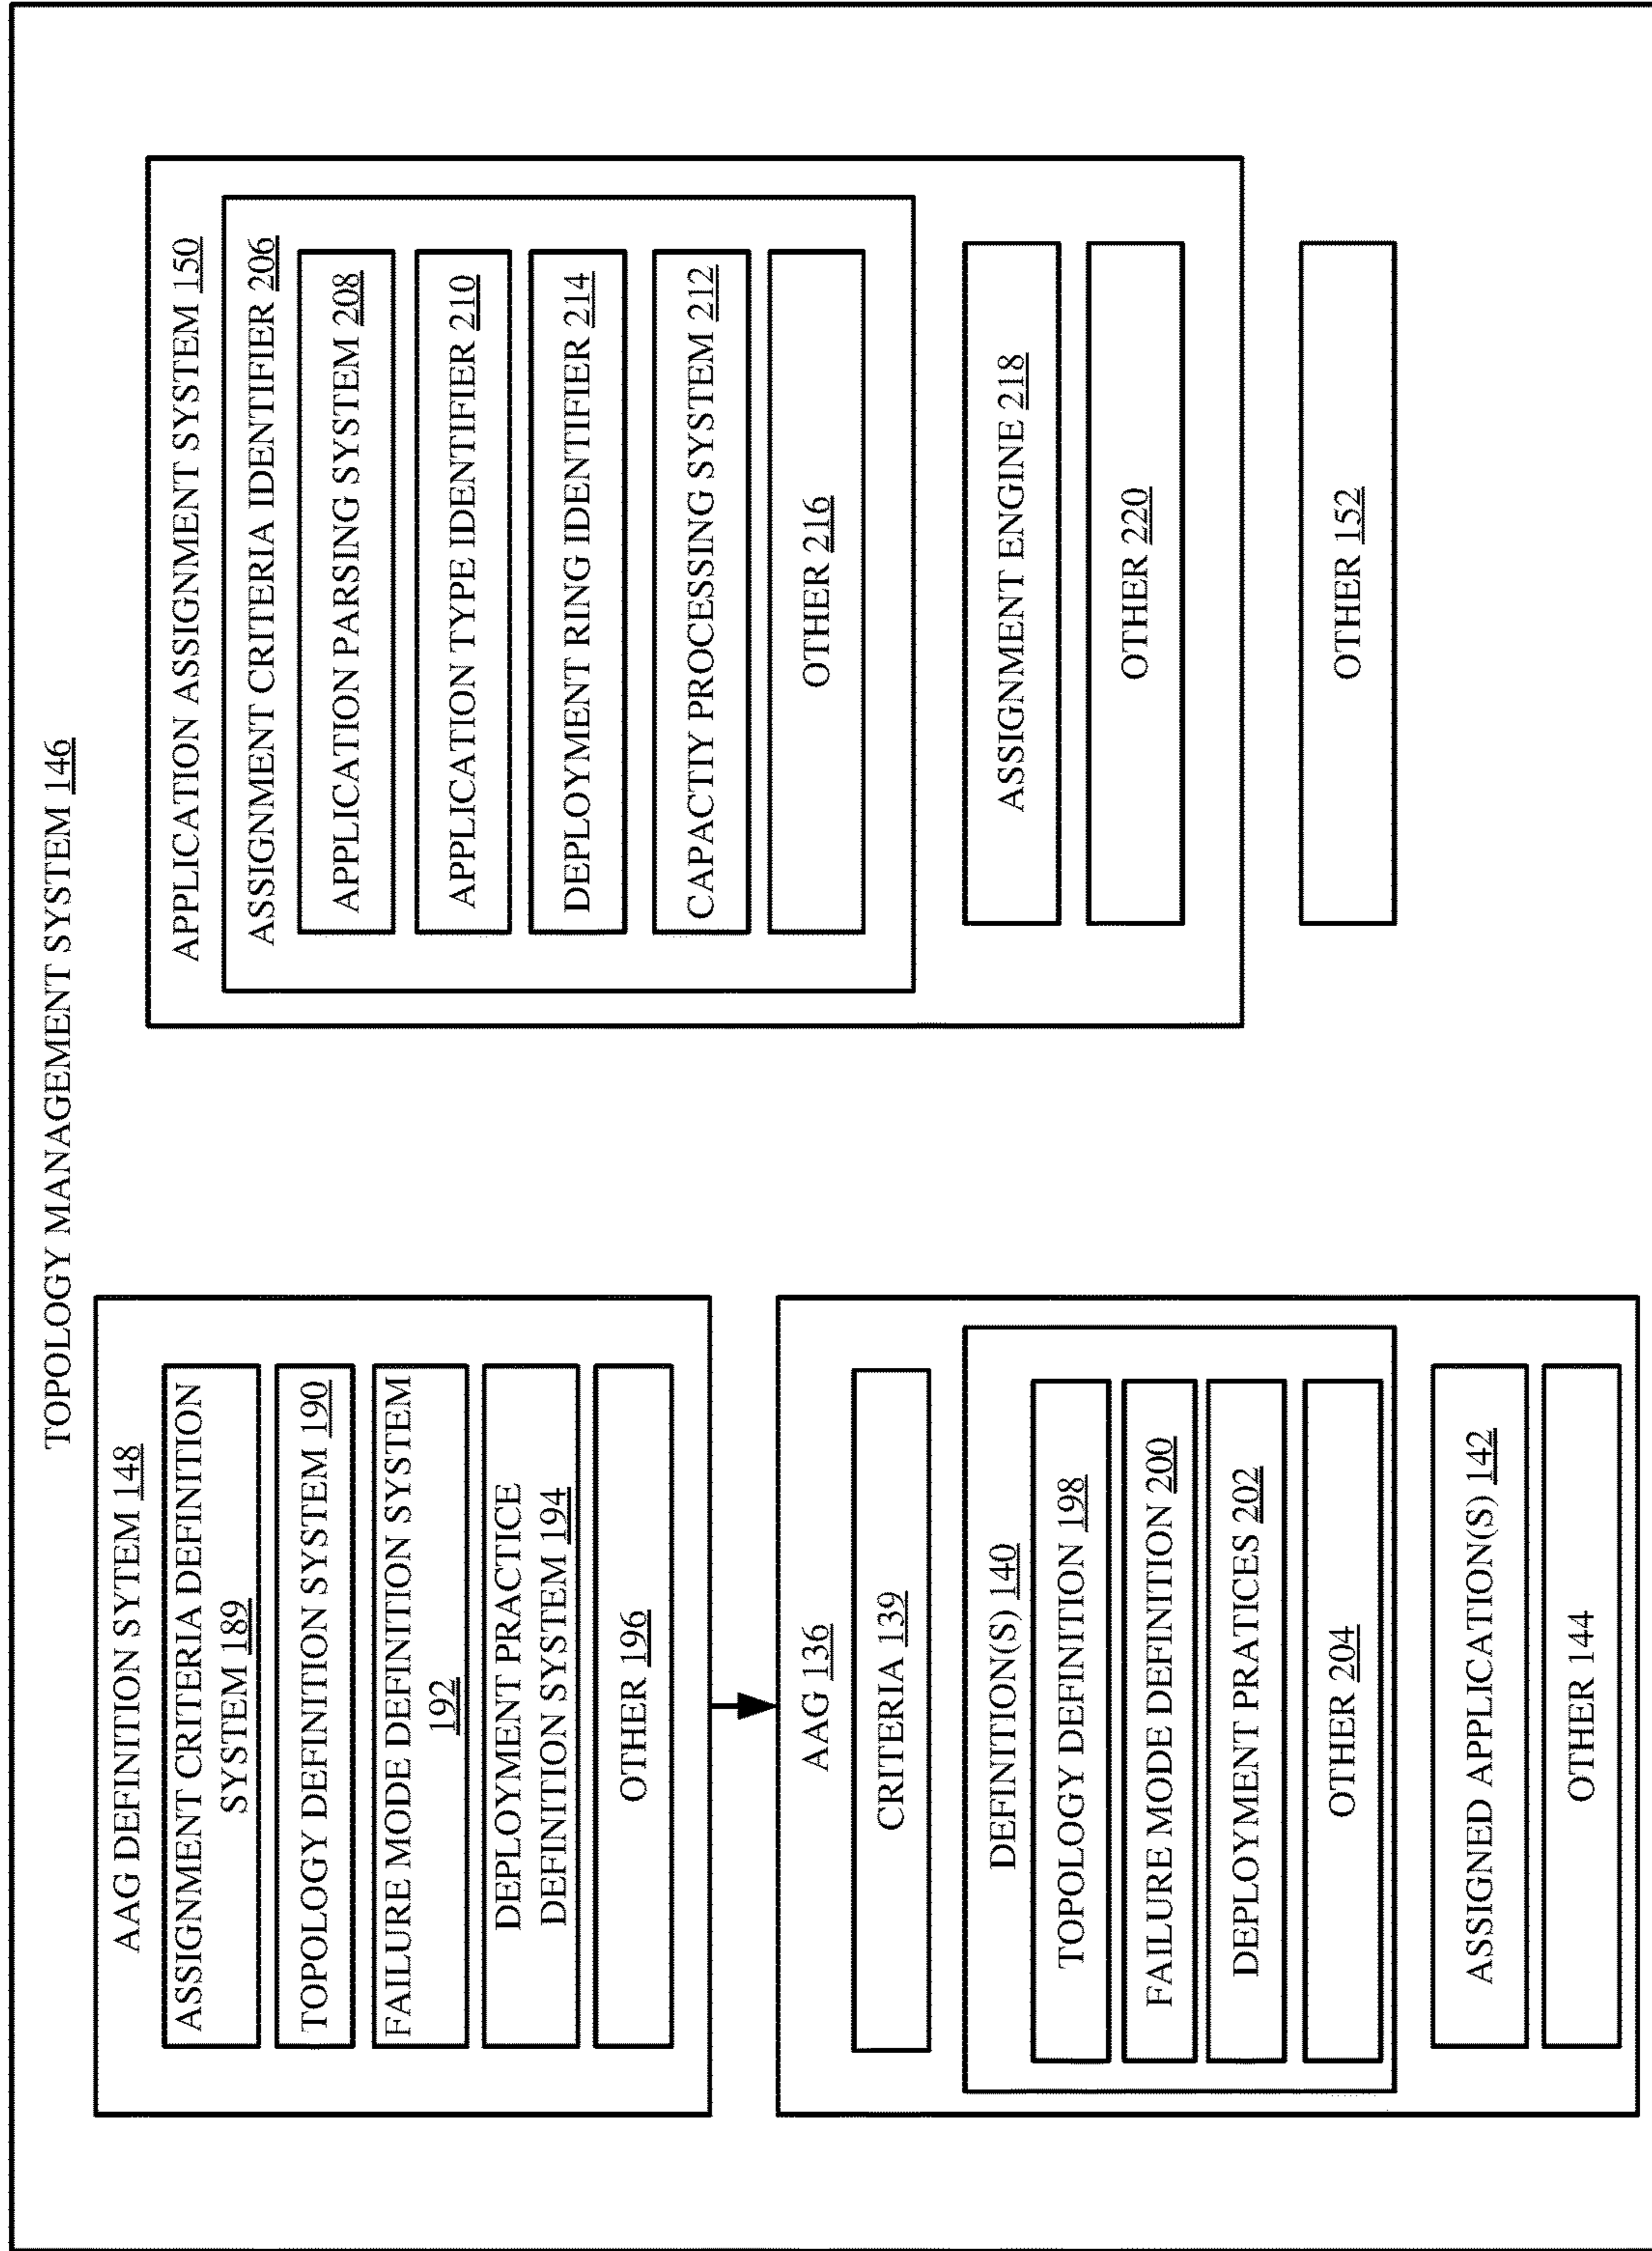 TOPOLOGY MANAGEMENT SYSTEM 146
AAG DEFINITION SYTEM 148
ASSIGNMENT CRITERIA DEFINITION
SYSTEM 189
TOPOLOGY DEFINITION SYSTEM 190
FAILURE MODE DEFINITION SYSTEM
192
DEPLOYMENT PRACTICE
DEFINITION SYSTEM 194
OTHER 196
AAG 136
CRITERIA 139
DEFINITION(S) 140
TOPOLOGY DEFINITION 198
FAILURE MODE DEFINITION 200
DEPLOYMENT PRATICES 202
OTHER 204
ASSIGNED APPLICATION(S) 142
OTHER 144
APPLICATION ASSIGNMENT SYSTEM 150
ASSIGNMENT CRITERIA IDENTIFIER 206
APPLICATION PARSING SYSTEM 208
APPLICATION TYPE IDENTIFIER 210
DEPLOYMENT RING IDENTIFIER 214
CAPACTIY PROCESSING SYSTEM 212
OTHER 216
ASSIGNMENT ENGINE 218
OTHER 220
OTHER 152